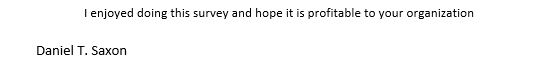 I enjoyed doing this survey and hope it is profitable to your organization
Daniel T. Saxon